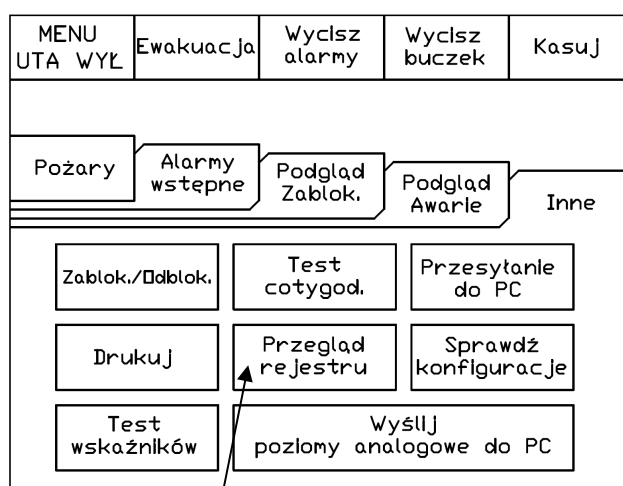 MENU
UTA WYŁ
Ewakuacja
Wycisz
alarmy
Wycisz
buczek
Kasuj
Pożary
Alarmy
wstępne
Podgląd
Zablok.
Podgląd
Awarie
Inne
Zablok./Odblok.
Test
cotygod.
Przesyłanie
do PC
Drukuj
Przegląd
rejestru
Sprawdź
konfiguracje
Test
wskaźników
Wyślij
poziomy analogowe do PC